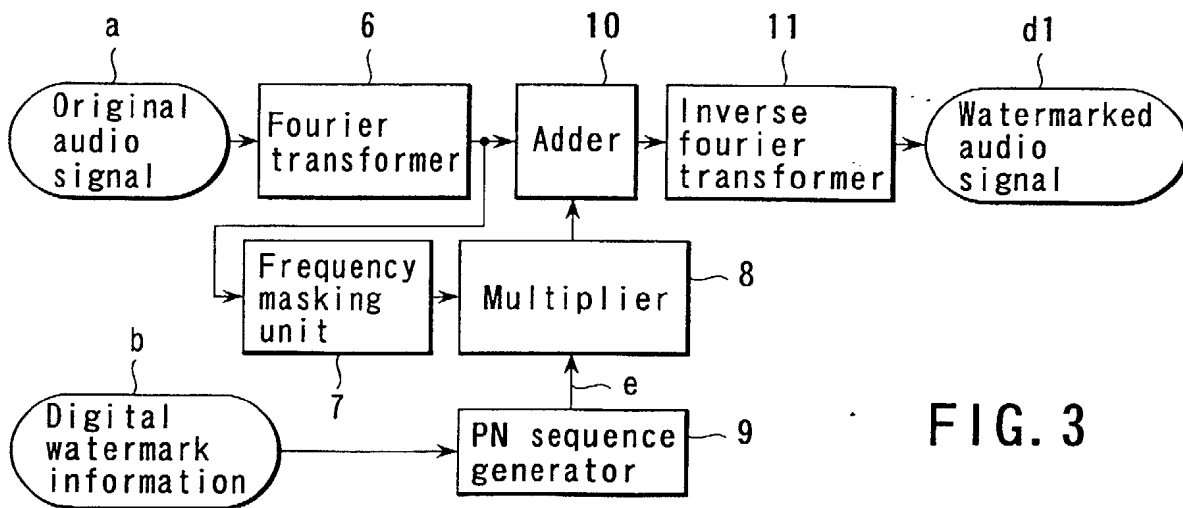 a
6
10
11
d1
Original
audio
signal
Fourier
transformer
Adder
Inverse
fourier
transformer
Watermarked
audio
signal
Frequency
masking
unit
7
Multiplier
8
b
e
Digital
watermark
information
PN sequence
generator
9
FIG. 3